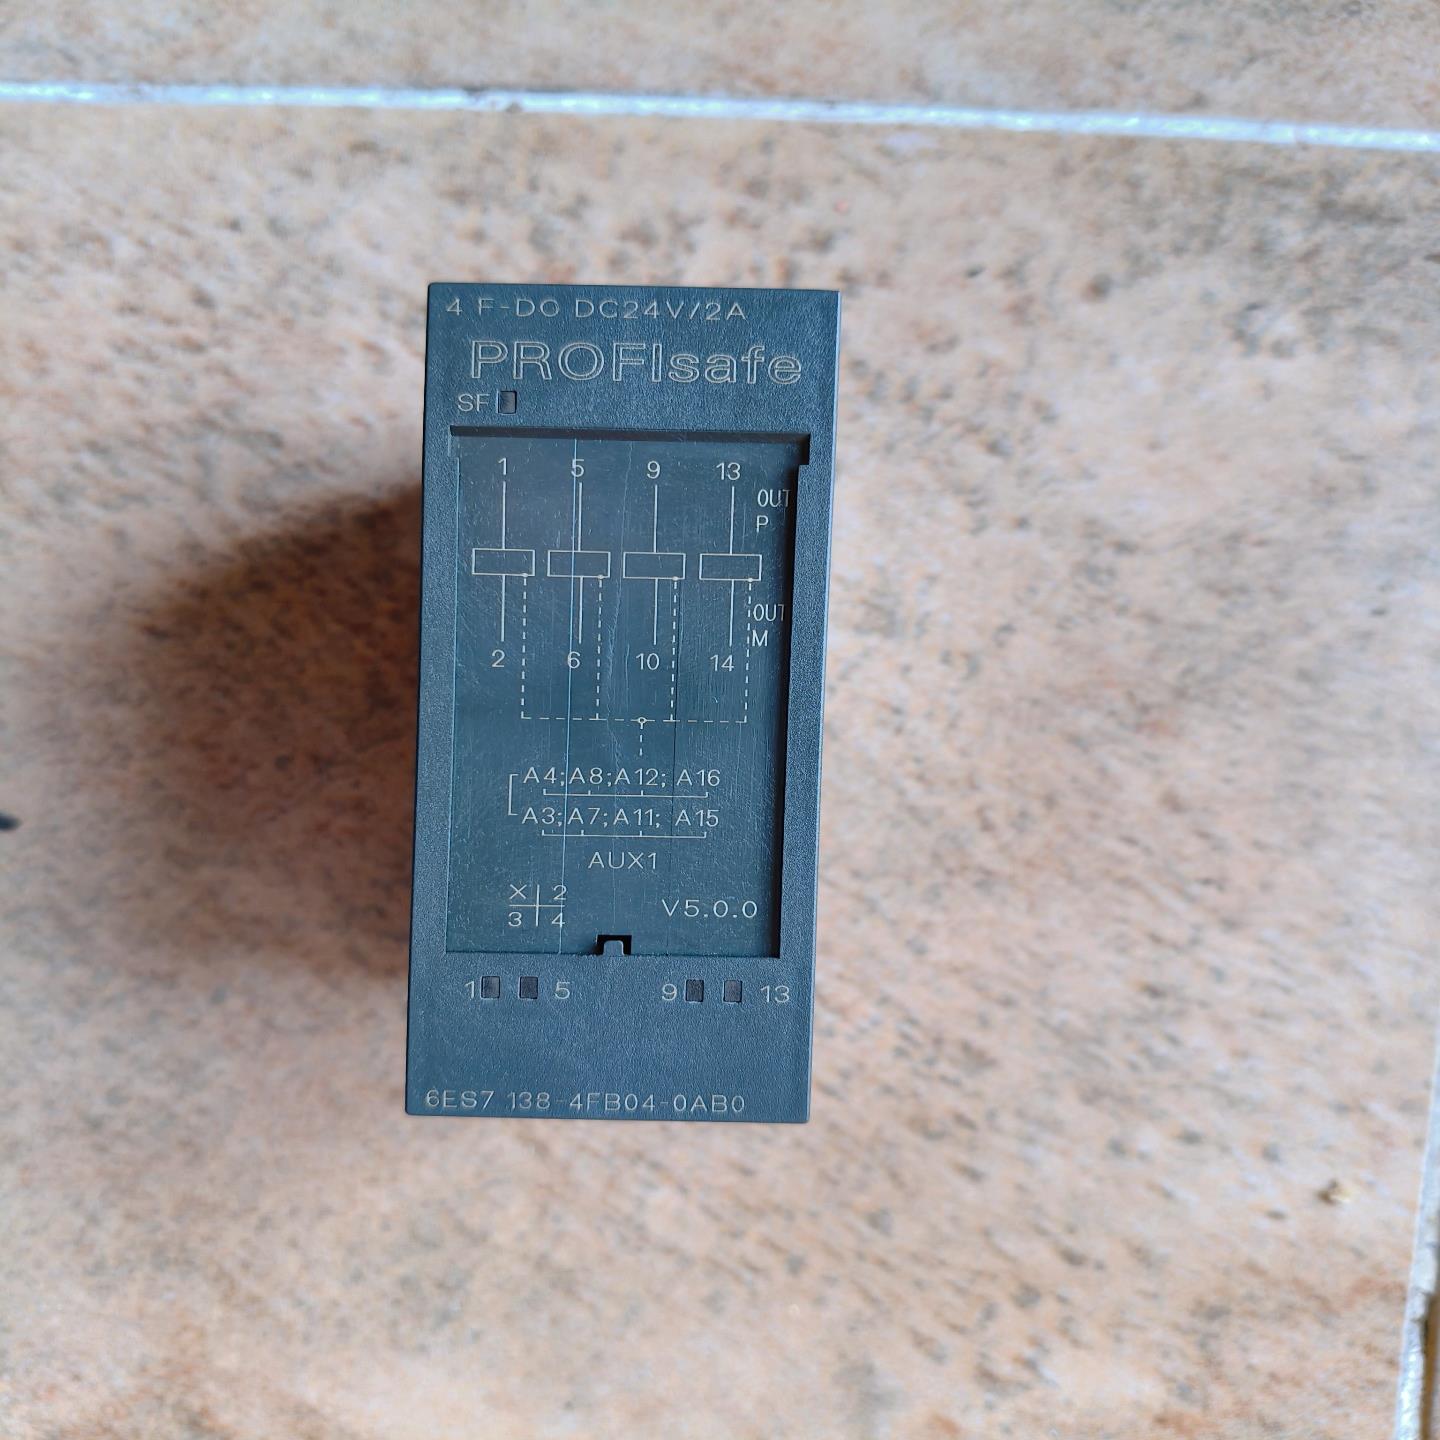 4 F-DO DC24V/2A
PROFIsafe
SF
1 5 9 13
OUT
P
OUT
M
2 6 10 14
A4;A8;A12; A16
A3;A7;A11; A15
AUX1
X 2
3 4
V5.0.0
1 5 9 13
6ES7 138-4FB04-0AB0